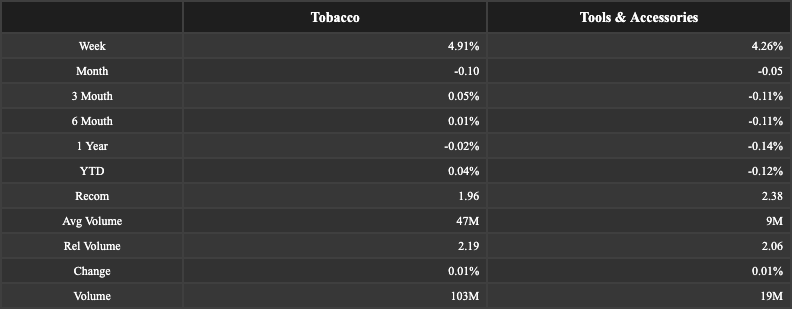 Tobacco Tools & Accessories
Week 4.91% 4.26%
Month -0.10 -0.05
3 Mouth 0.05% -0.11%
6 Mouth 0.01% -0.11%
1 Year -0.02% -0.14%
YTD 0.04% -0.12%
Recom 1.96 2.38
Avg Volume 47M 9M
Rel Volume 2.19 2.06
Change 0.01% 0.01%
Volume 103M 19M